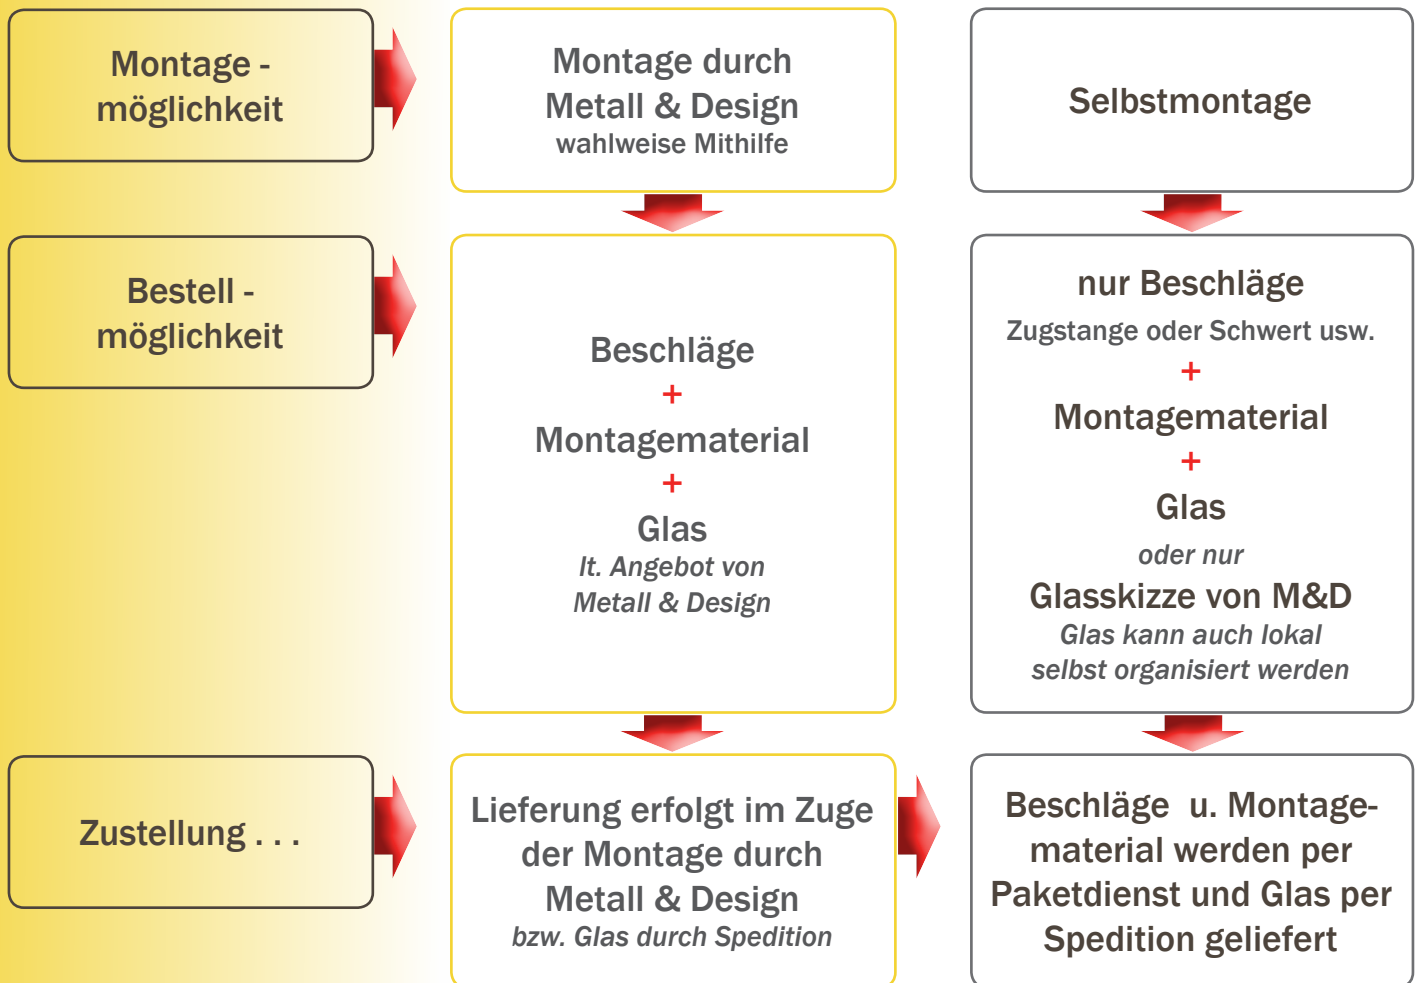 Montage -
möglichkeit
Montage durch
Metall & Design
wahlweise Mithilfe
Selbstmontage
Bestell -
möglichkeit
Beschläge
+
Montagematerial
+
Glas
lt. Angebot von
Metall & Design
nur Beschläge
Zugstange oder Schwert usw.
+
Montagematerial
+
Glas
oder nur
Glasskizze von M&D
Glas kann auch lokal
selbst organisiert werden
Zustellung . . .
Lieferung erfolgt im Zuge
der Montage durch
Metall & Design
bzw. Glas durch Spedition
Beschläge u. Montage-
material werden per
Paketdienst und Glas per
Spedition geliefert